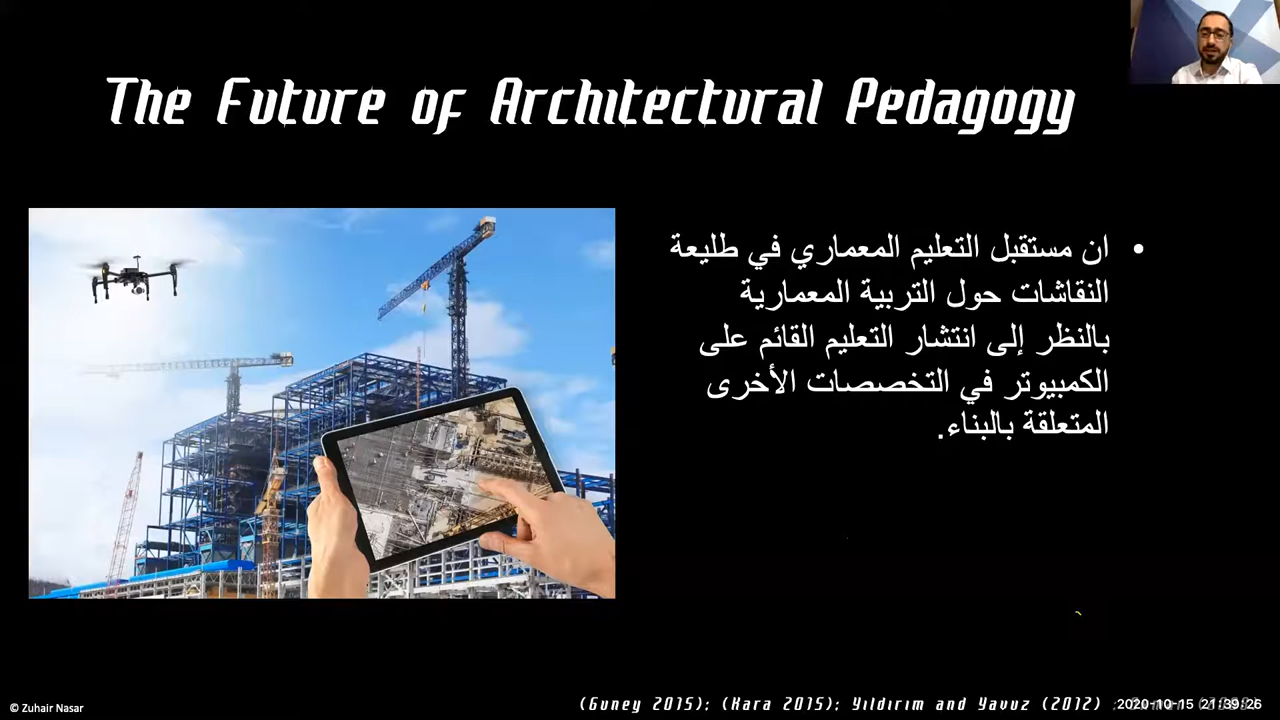 The Future of Architectural Pedagogy
• ان مستقبل التعليم المعماري في طليعة
النقاشات حول التربية المعمارية
بالنظر إلى انتشار التعليم القائم على
الكمبيوتر في التخصصات الأخرى
المتعلقة بالبناء.
(Guney 2015); (Kara 2015); Yıldırım and Yavuz (2012)
2020-10-15 21:39:26
© Zuhair Nasar